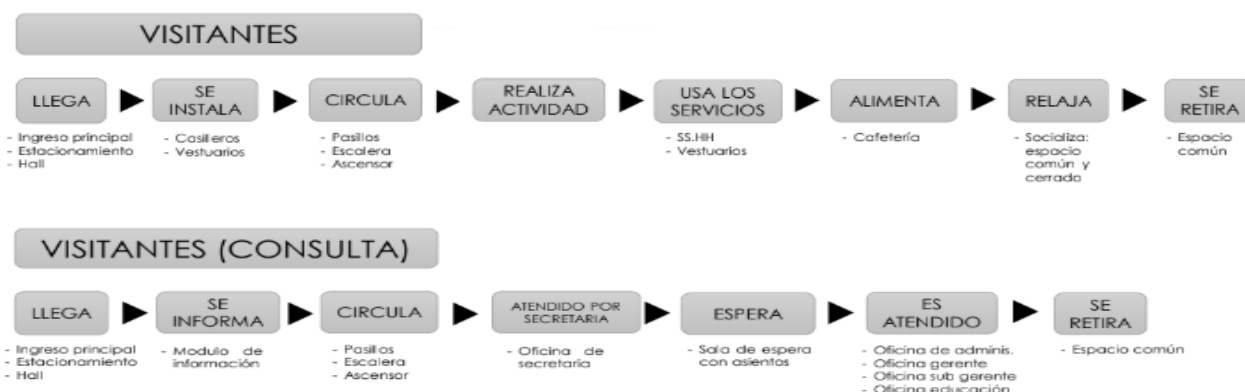 VISITANTES
LLEGA
- Ingreso principal
- Estacionamiento
- Hall
SE
INSTALA
- Casilleros
- Vestuarios
CIRCULA
- Pasillos
- Escalera
- Ascensor
REALIZA
ACTIVIDAD
USA LOS
SERVICIOS
- SS.HH
- Vestuarios
ALIMENTA
- Cafetería
RELAJA
- Socializa:
espacio
común y
cerrado
SE
RETIRA
- Espacio
común
VISITANTES (CONSULTA)
LLEGA
- Ingreso principal
- Estacionamiento
- Hall
SE
INFORMA
- Modulo de
información
CIRCULA
- Pasillos
- Escalera
- Ascensor
ATENDIDO POR
SECRETARIA
- Oficina de
secretaria
ESPERA
- Sala de espera
con asientos
ES
ATENDIDO
- Oficina de adminis.
- Oficina gerente
- Oficina sub gerente
- Oficina educación
SE
RETIRA
- Espacio común